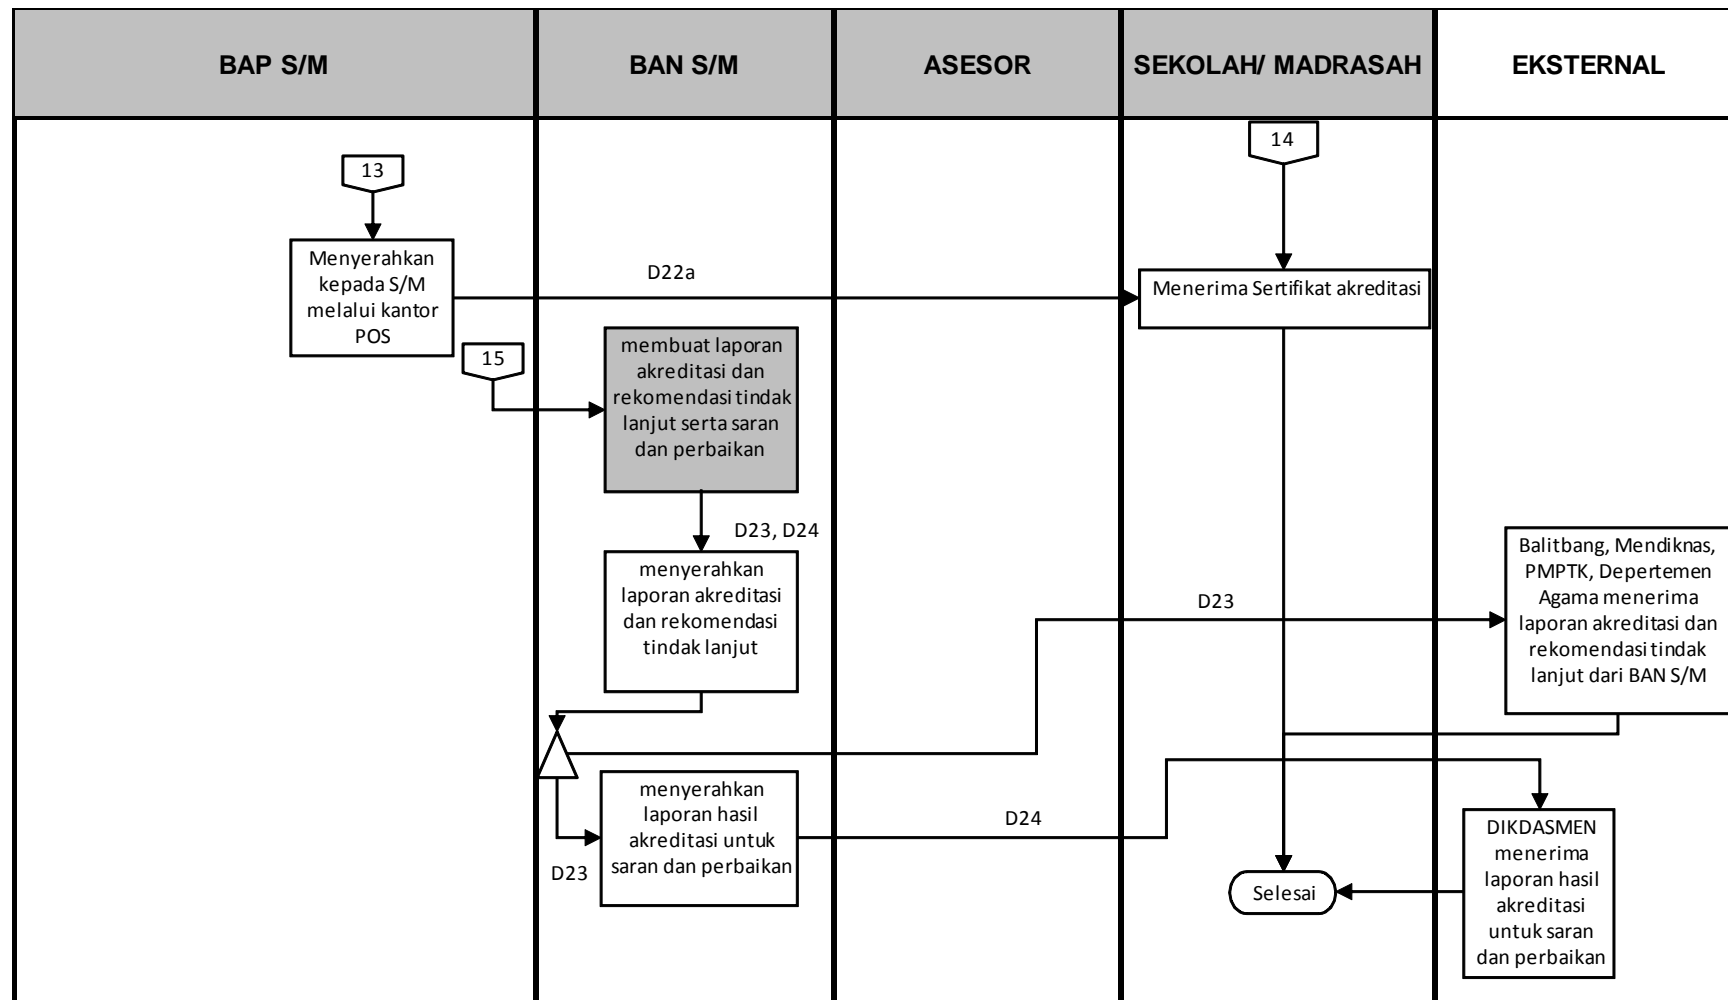 BAP S/M
BAN S/M
ASESOR
SEKOLAH/ MADRASAH
EKSTERNAL
14
13
Menyerahkan
kepada S/M
melalui kantor
POS
D22a
Menerima Sertifikat akreditasi
15
membuat laporan
akreditasi dan
rekomendasi tindak
lanjut serta saran
dan perbaikan
D23, D24
menyerahkan
laporan akreditasi
dan rekomendasi
tindak lanjut
D23
Balitbang, Mendiknas,
PMPTK, Depertemen
Agama menerima
laporan akreditasi dan
rekomendasi tindak
lanjut dari BAN S/M
menyerahkan
laporan hasil
akreditasi untuk
saran dan perbaikan
D23
D24
DIKDASMEN
menerima
laporan hasil
akreditasi
untuk saran
dan perbaikan
Selesai